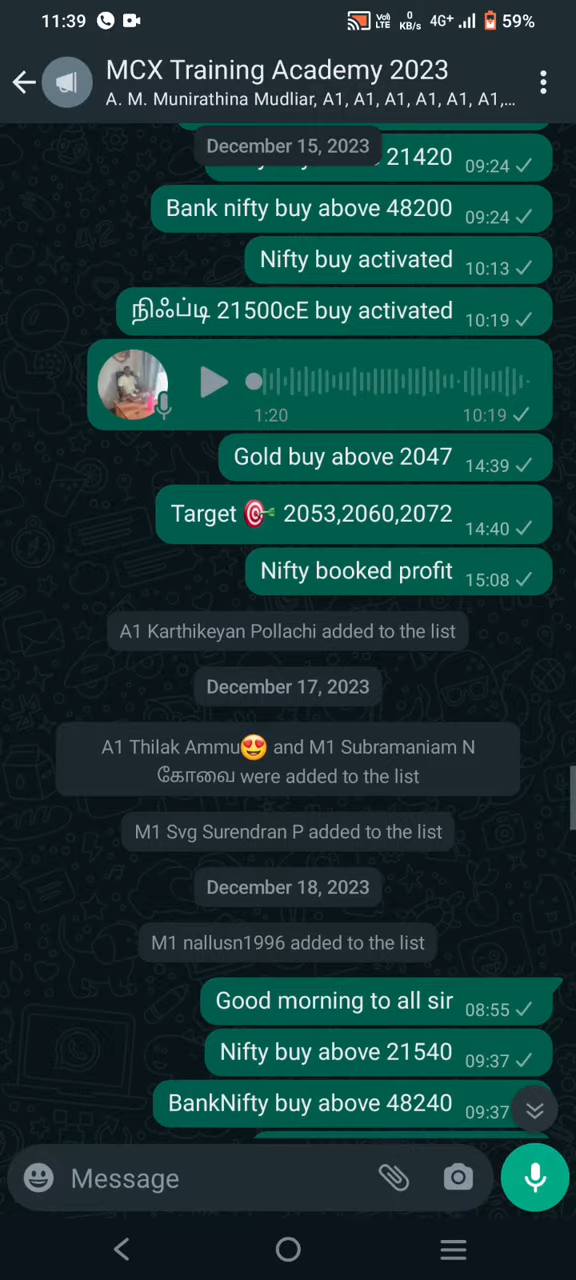 11:39
Vo) LTE 0 KB/s 4G+ 59%
MCX Training Academy 2023
A. M. Munirathina Mudliar, A1, A1, A1, A1, A1, A1,...
December 15, 2023
21420 09:24
Bank nifty buy above 48200 09:24
Nifty buy activated 10:13
நிஃப்டி 21500cE buy activated 10:19
1:20 10:19
Gold buy above 2047 14:39
Target 🎯 2053,2060,2072 14:40
Nifty booked profit 15:08
A1 Karthikeyan Pollachi added to the list
December 17, 2023
A1 Thilak Ammu😍 and M1 Subramaniam N
கோவை were added to the list
M1 Svg Surendran P added to the list
December 18, 2023
M1 nallusn1996 added to the list
Good morning to all sir 08:55
Nifty buy above 21540 09:37
BankNifty buy above 48240 09:37
Message